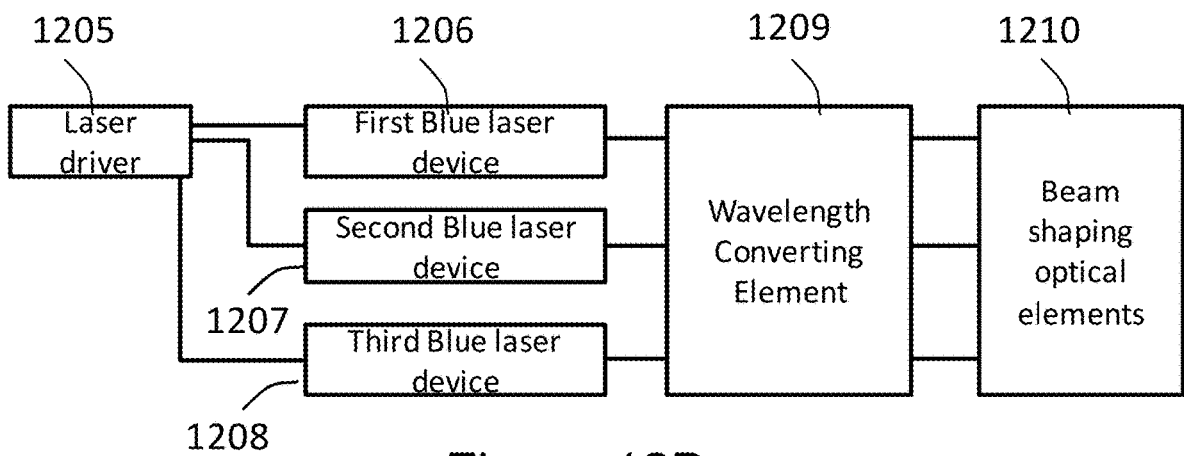 1205
1206
1209
1210
Laser
driver
First Blue laser
device
Second Blue laser
device
Third Blue laser
device
Wavelength
Converting
Element
Beam
shaping
optical
elements
1207
1208